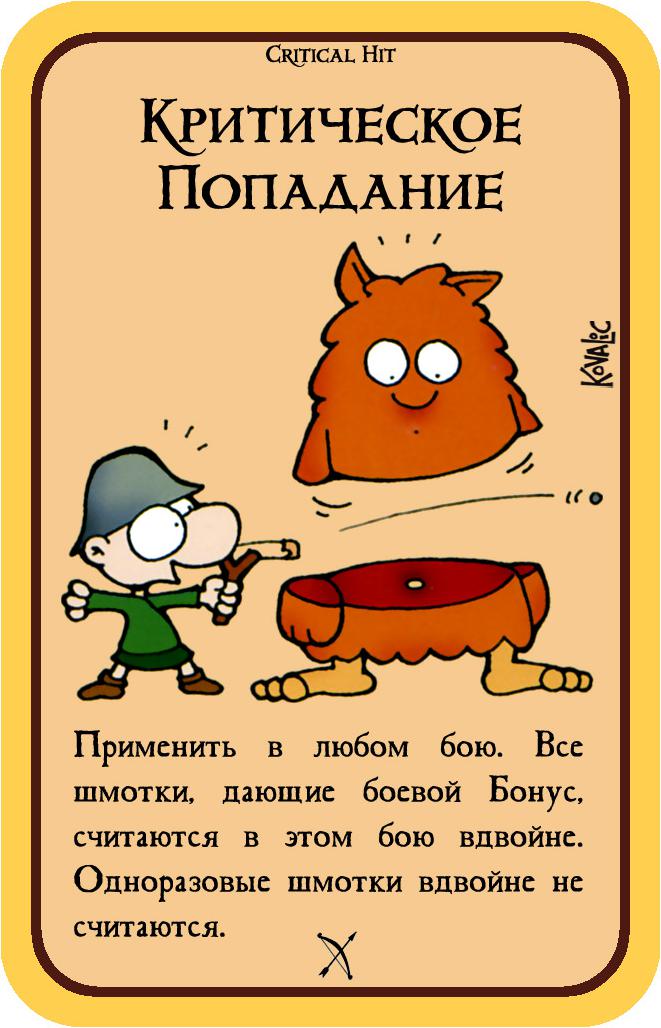 Critical Hit
Критическое
Попадание
Kovalic
Применить в любом бою. Все
шмотки, дающие боевой Бонус,
считаются в этом бою вдвойне.
Одноразовые шмотки вдвойне не
считаются.